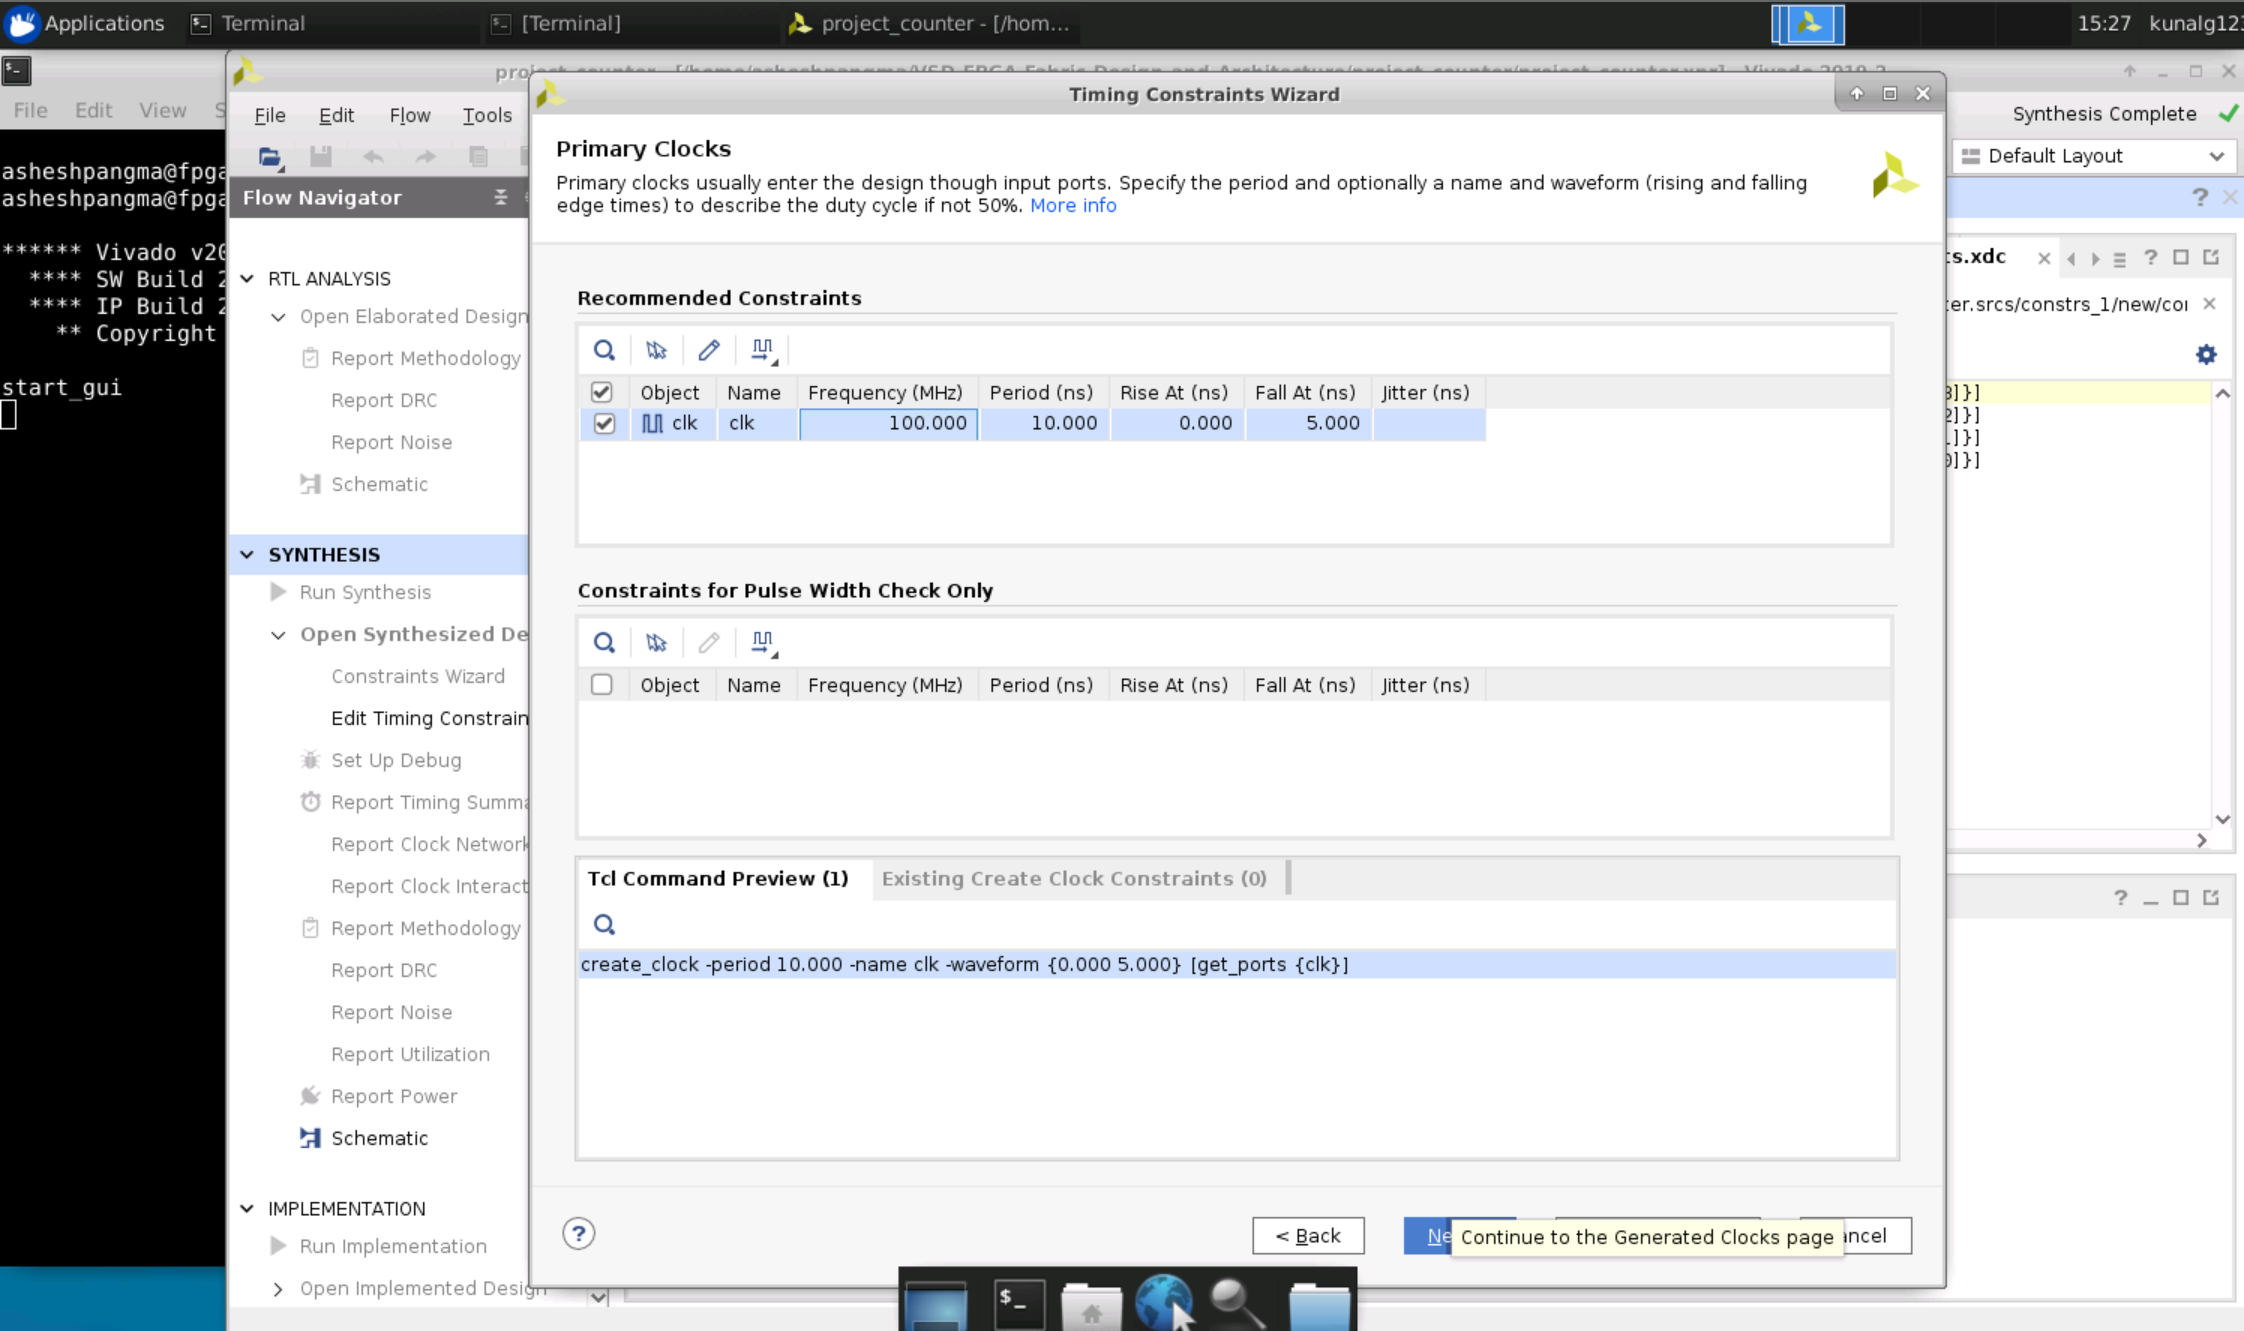 Applications
Terminal
[Terminal]
project_counter - [/hom...
15:27
File Edit View
asheshpangma@fpga
asheshpangma@fpga
****** Vivado v20
**** SW Build 2
**** IP Build 2
** Copyright
start_gui
File Edit Flow Tools
Flow Navigator
RTL ANALYSIS
Open Elaborated Design
Report Methodology
Report DRC
Report Noise
Schematic
SYNTHESIS
Run Synthesis
Open Synthesized De
Constraints Wizard
Edit Timing Constrain
Set Up Debug
Report Timing Summa
Report Clock Network
Report Clock Interact
Report Methodology
Report DRC
Report Noise
Report Utilization
Report Power
Schematic
IMPLEMENTATION
Run Implementation
Open Implemented Design
Timing Constraints Wizard
Primary Clocks
Primary clocks usually enter the design though input ports. Specify the period and optionally a name and waveform (rising and falling
edge times) to describe the duty cycle if not 50%. More info
Recommended Constraints
Object Name Frequency (MHz) Period (ns) Rise At (ns) Fall At (ns) Jitter (ns)
clk clk 100.000 10.000 0.000 5.000
Constraints for Pulse Width Check Only
Object Name Frequency (MHz) Period (ns) Rise At (ns) Fall At (ns) Jitter (ns)
Tcl Command Preview (1)
Existing Create Clock Constraints (0)
create_clock -period 10.000 -name clk -waveform {0.000 5.000} [get_ports {clk}]
?
< Back
Ne
Continue to the Generated Clocks page
ancel
Synthesis Complete
Default Layout
ts.xdc
er.srcs/constrs_1/new/cor
3]}]
2]}]
]}]
0]}]
$_